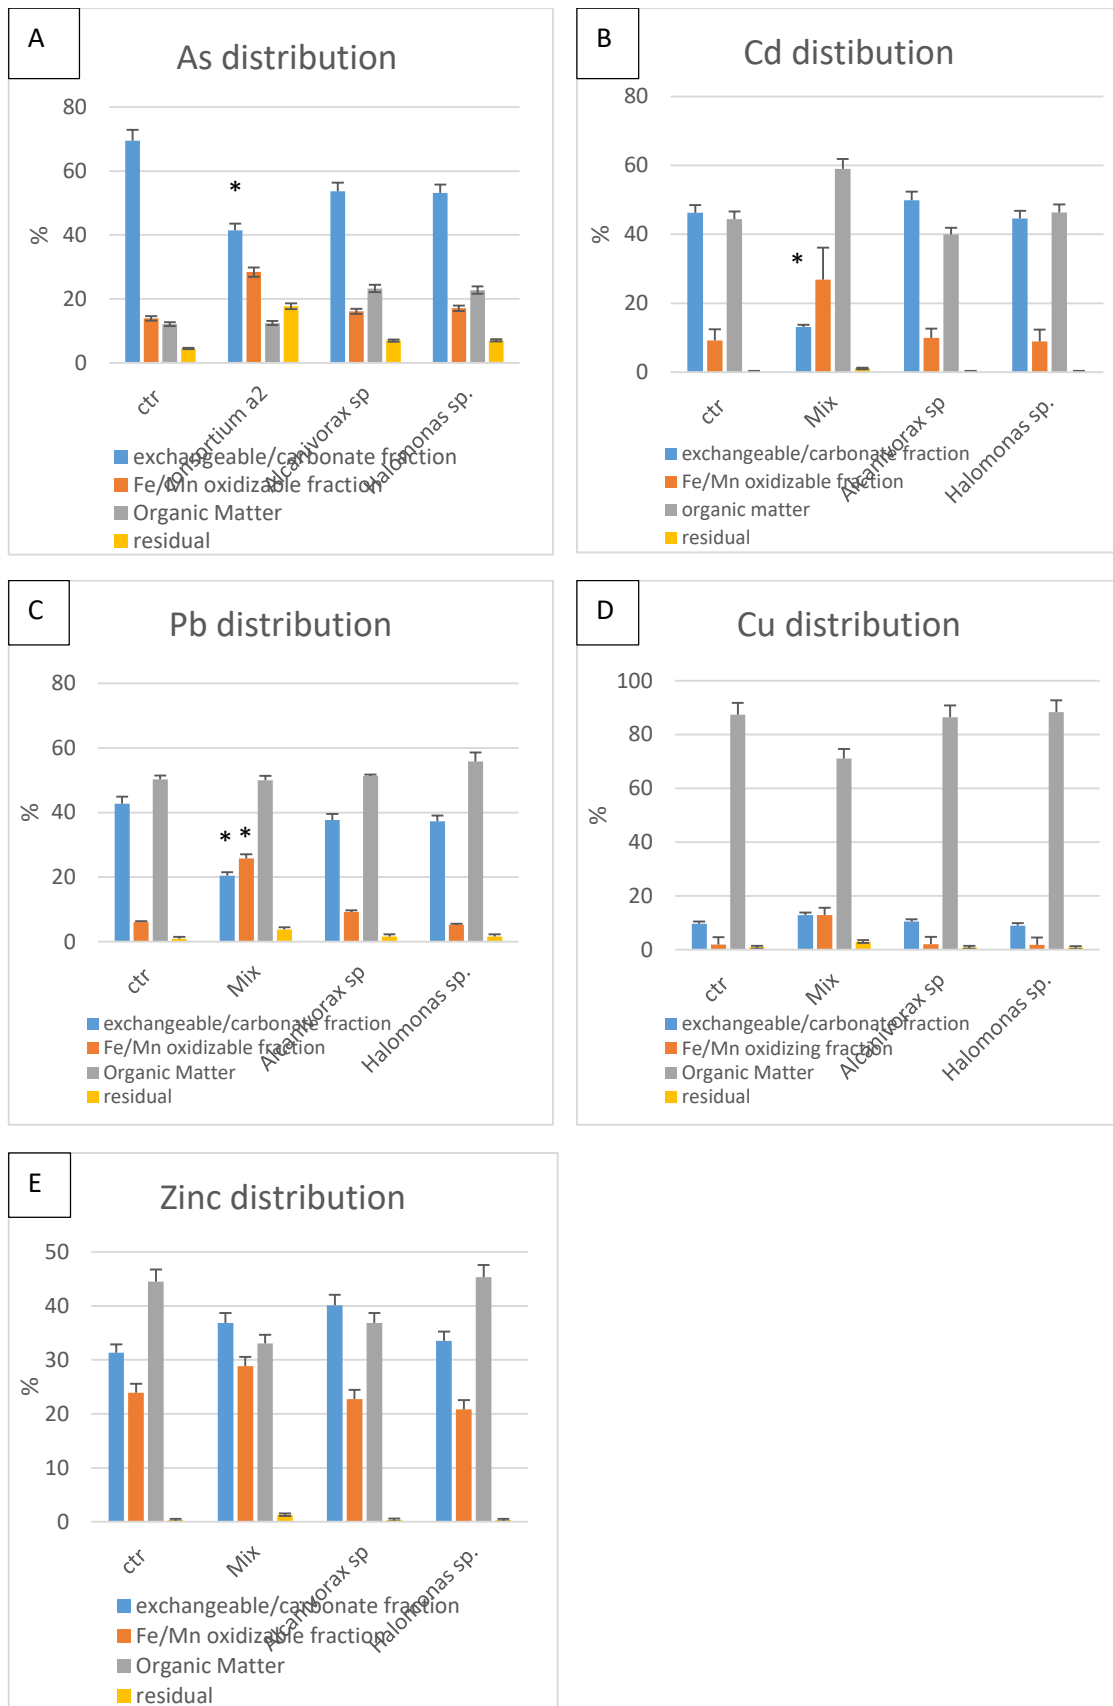 A
As distribution
80
60
40
20
0
%
*
ctr
Consortium a2
Alcanivorax sp
Halomonas sp.
exchangeable/carbonate fraction
Fe/Mn oxidizable fraction
Organic Matter
residual
B
Cd distibution
80
60
40
20
0
%
*
ctr
Mix
Alcanivorax sp
Halomonas sp.
exchangeable/carbonate fraction
Fe/Mn oxidizable fraction
organic matter
residual
C
Pb distribution
80
60
40
20
0
%
* *
ctr
Mix
Alcanivorax sp
Halomonas sp.
exchangeable/carbonate fraction
Fe/Mn oxidizable fraction
Organic Matter
residual
D
Cu distribution
100
80
60
40
20
0
%
ctr
Mix
Alcanivorax sp
Halomonas sp.
exchangeable/carbonate fraction
Fe/Mn oxidizing fraction
Organic Matter
residual
E
Zinc distribution
50
40
30
20
10
0
%
ctr
Mix
Alcanivorax sp
Halomonas sp.
exchangeable/carbonate fraction
Fe/Mn oxidizable fraction
Organic Matter
residual